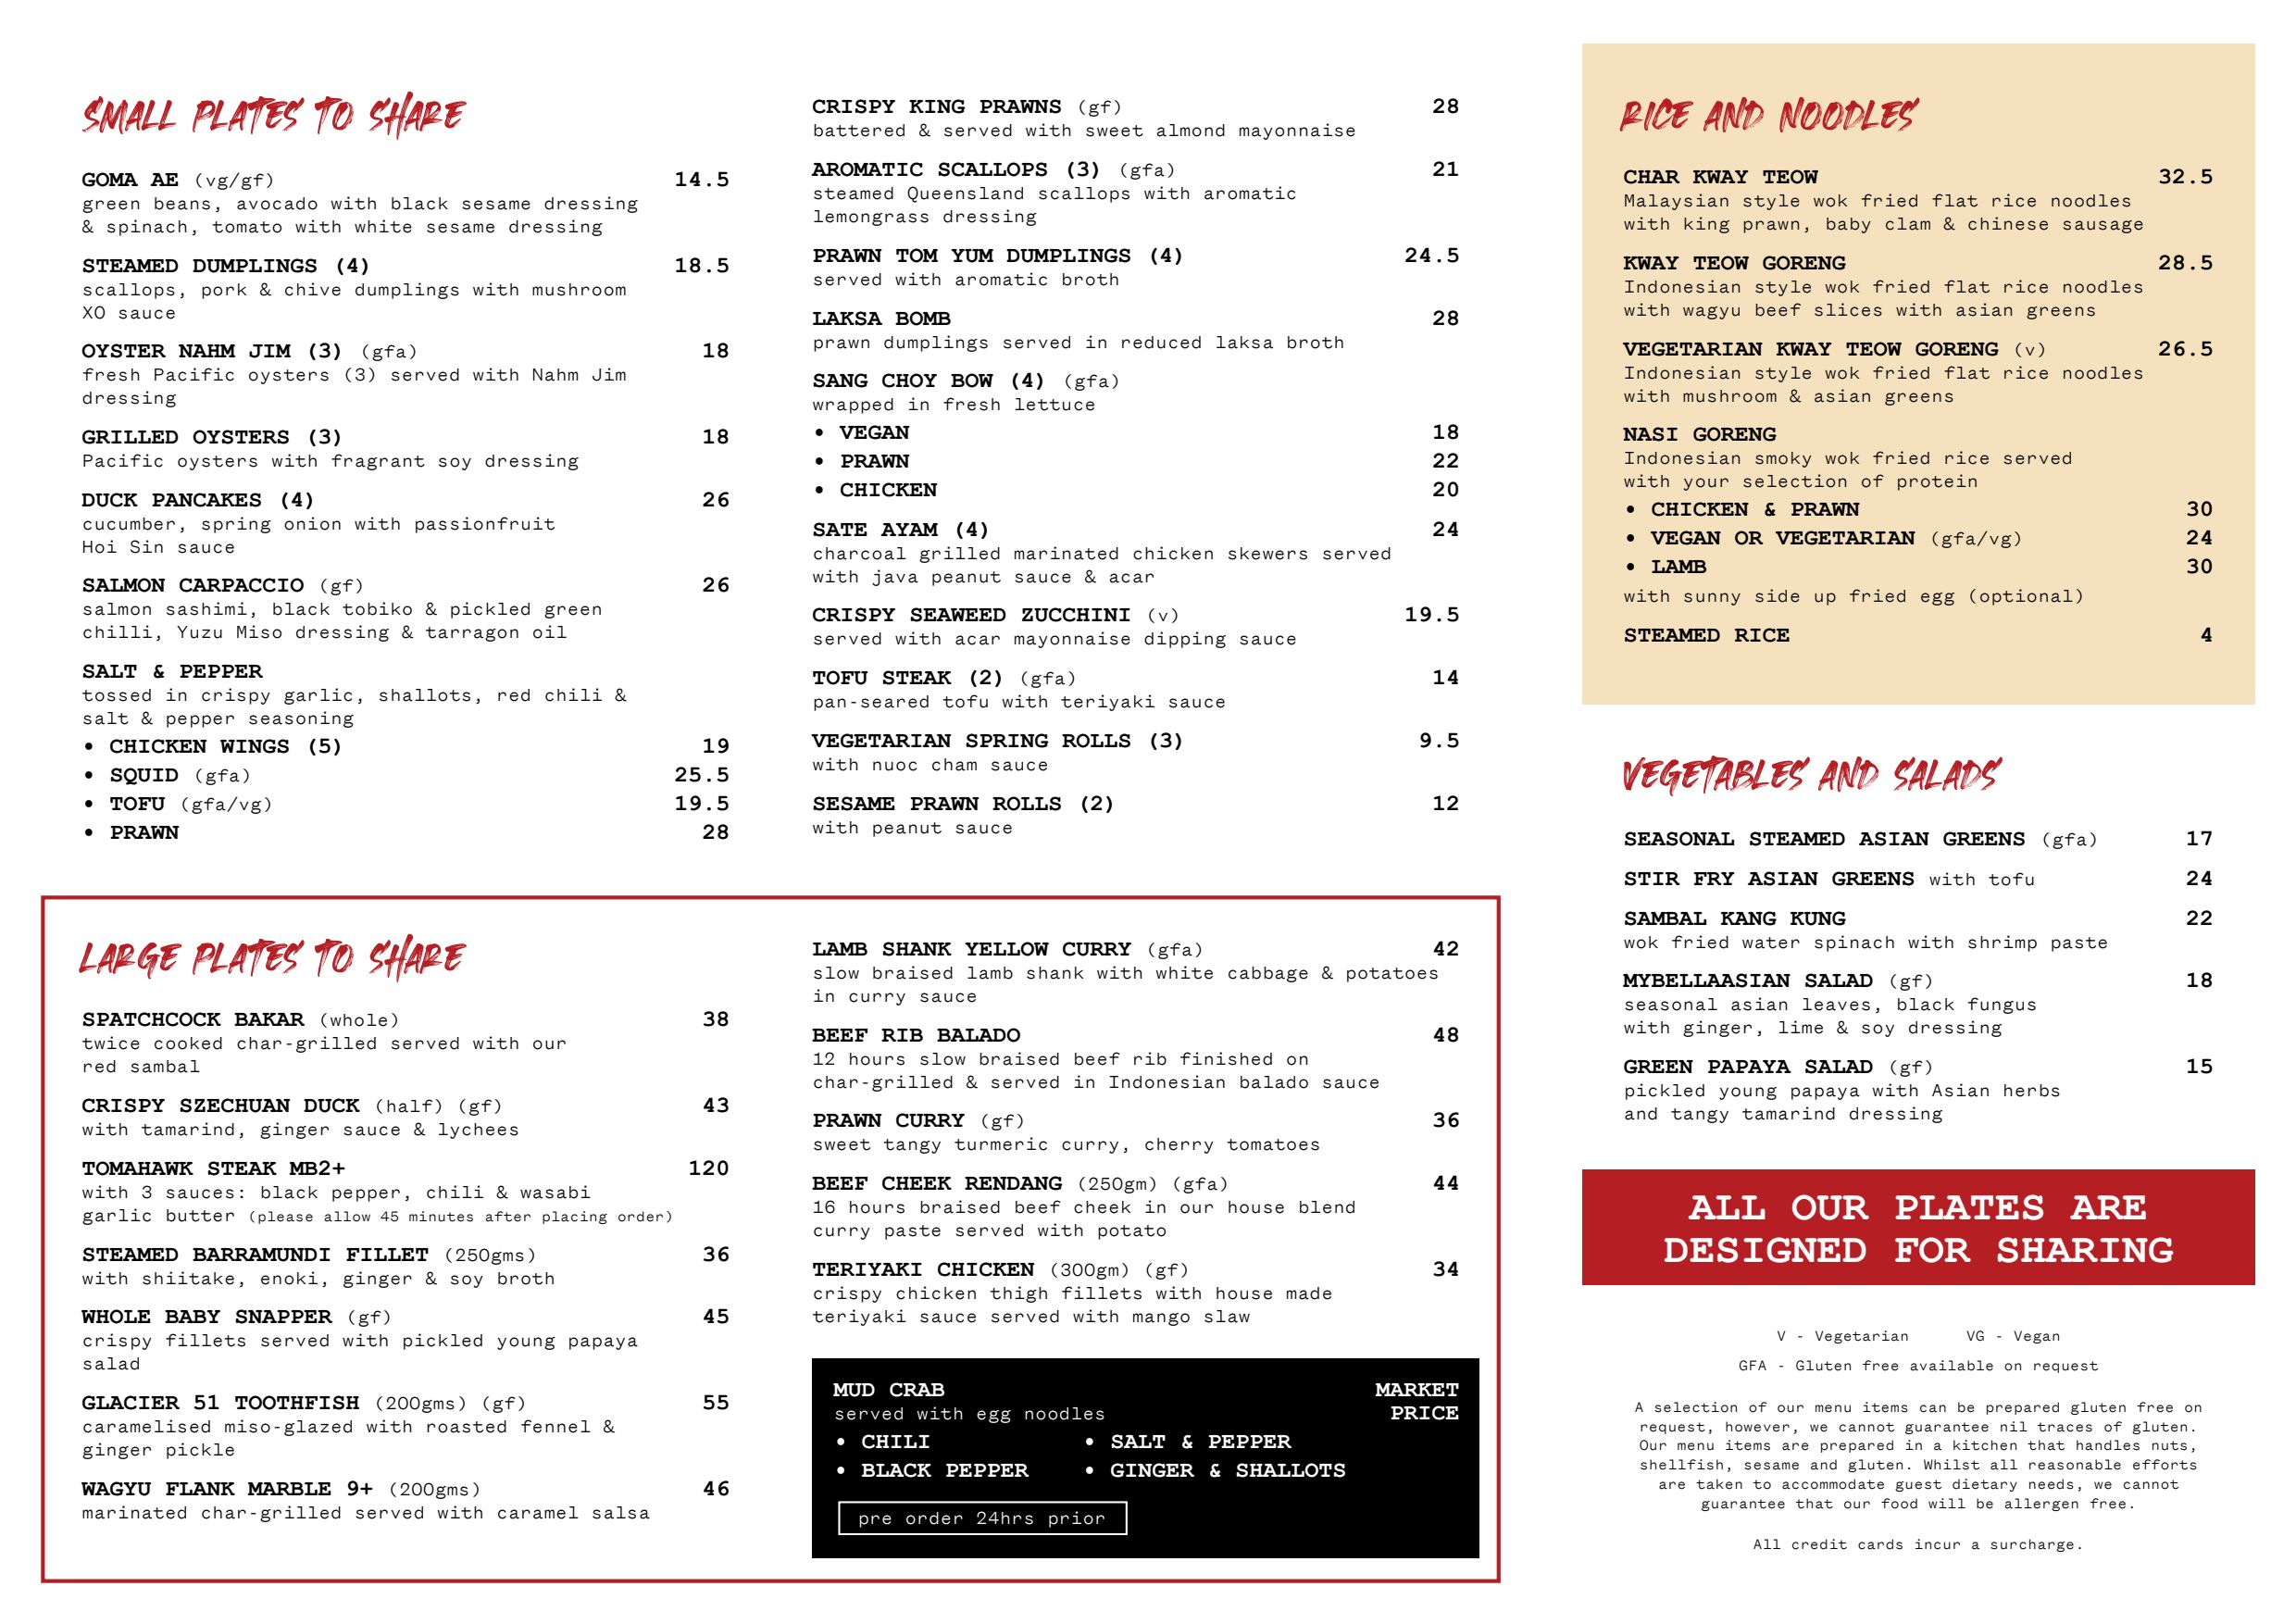 SMALL PLATES TO SHARE
GOMA AE (vg/gf) 14.5
green beans, avocado with black sesame dressing
& spinach, tomato with white sesame dressing
STEAMED DUMPLINGS (4) 18.5
scallops, pork & chive dumplings with mushroom
XO sauce
OYSTER NAHM JIM (3) (gfa) 18
fresh Pacific oysters (3) served with Nahm Jim
dressing
GRILLED OYSTERS (3) 18
Pacific oysters with fragrant soy dressing
DUCK PANCAKES (4) 26
cucumber, spring onion with passionfruit
Hoi Sin sauce
SALMON CARPACCIO (gf) 26
salmon sashimi, black tobiko & pickled green
chilli, Yuzu Miso dressing & tarragon oil
SALT & PEPPER
tossed in crispy garlic, shallots, red chili &
salt & pepper seasoning
• CHICKEN WINGS (5) 19
• SQUID (gfa) 25.5
• TOFU (gfa/vg) 19.5
• PRAWN 28
CRISPY KING PRAWNS (gf) 28
battered & served with sweet almond mayonnaise
AROMATIC SCALLOPS (3) (gfa) 21
steamed Queensland scallops with aromatic
lemongrass dressing
PRAWN TOM YUM DUMPLINGS (4) 24.5
served with aromatic broth
LAKSA BOMB 28
prawn dumplings served in reduced laksa broth
SANG CHOY BOW (4) (gfa)
wrapped in fresh lettuce
• VEGAN 18
• PRAWN 22
• CHICKEN 20
SATE AYAM (4) 24
charcoal grilled marinated chicken skewers served
with java peanut sauce & acar
CRISPY SEAWEED ZUCCHINI (v) 19.5
served with acar mayonnaise dipping sauce
TOFU STEAK (2) (gfa) 14
pan-seared tofu with teriyaki sauce
VEGETARIAN SPRING ROLLS (3) 9.5
with nuoc cham sauce
SESAME PRAWN ROLLS (2) 12
with peanut sauce
LARGE PLATES TO SHARE
SPATCHCOCK BAKAR (whole) 38
twice cooked char-grilled served with our
red sambal
CRISPY SZECHUAN DUCK (half) (gf) 43
with tamarind, ginger sauce & lychees
TOMAHAWK STEAK MB2+ 120
with 3 sauces: black pepper, chili & wasabi
garlic butter (please allow 45 minutes after placing order)
STEAMED BARRAMUNDI FILLET (250gms) 36
with shiitake, enoki, ginger & soy broth
WHOLE BABY SNAPPER (gf) 45
crispy fillets served with pickled young papaya
salad
GLACIER 51 TOOTHFISH (200gms) (gf) 55
caramelised miso-glazed with roasted fennel &
ginger pickle
WAGYU FLANK MARBLE 9+ (200gms) 46
marinated char-grilled served with caramel salsa
LAMB SHANK YELLOW CURRY (gfa) 42
slow braised lamb shank with white cabbage & potatoes
in curry sauce
BEEF RIB BALADO 48
12 hours slow braised beef rib finished on
char-grilled & served in Indonesian balado sauce
PRAWN CURRY (gf) 36
sweet tangy turmeric curry, cherry tomatoes
BEEF CHEEK RENDANG (250gm) (gfa) 44
16 hours braised beef cheek in our house blend
curry paste served with potato
TERIYAKI CHICKEN (300gm) (gf) 34
crispy chicken thigh fillets with house made
teriyaki sauce served with mango slaw
MUD CRAB MARKET
served with egg noodles PRICE
• CHILI • SALT & PEPPER
• BLACK PEPPER • GINGER & SHALLOTS
pre order 24hrs prior
RICE AND NOODLES
CHAR KWAY TEOW 32.5
Malaysian style wok fried flat rice noodles
with king prawn, baby clam & chinese sausage
KWAY TEOW GORENG 28.5
Indonesian style wok fried flat rice noodles
with wagyu beef slices with asian greens
VEGETARIAN KWAY TEOW GORENG (v) 26.5
Indonesian style wok fried flat rice noodles
with mushroom & asian greens
NASI GORENG
Indonesian smoky wok fried rice served
with your selection of protein
• CHICKEN & PRAWN 30
• VEGAN OR VEGETARIAN (gfa/vg) 24
• LAMB 30
with sunny side up fried egg (optional)
STEAMED RICE 4
VEGETABLES AND SALADS
SEASONAL STEAMED ASIAN GREENS (gfa) 17
STIR FRY ASIAN GREENS with tofu 24
SAMBAL KANG KUNG 22
wok fried water spinach with shrimp paste
MYBELLAASIAN SALAD (gf) 18
seasonal asian leaves, black fungus
with ginger, lime & soy dressing
GREEN PAPAYA SALAD (gf) 15
pickled young papaya with Asian herbs
and tangy tamarind dressing
ALL OUR PLATES ARE
DESIGNED FOR SHARING
V - Vegetarian VG - Vegan
GFA - Gluten free available on request
A selection of our menu items can be prepared gluten free on
request, however, we cannot guarantee nil traces of gluten.
Our menu items are prepared in a kitchen that handles nuts,
shellfish, sesame and gluten. Whilst all reasonable efforts
are taken to accommodate guest dietary needs, we cannot
guarantee that our food will be allergen free.
All credit cards incur a surcharge.